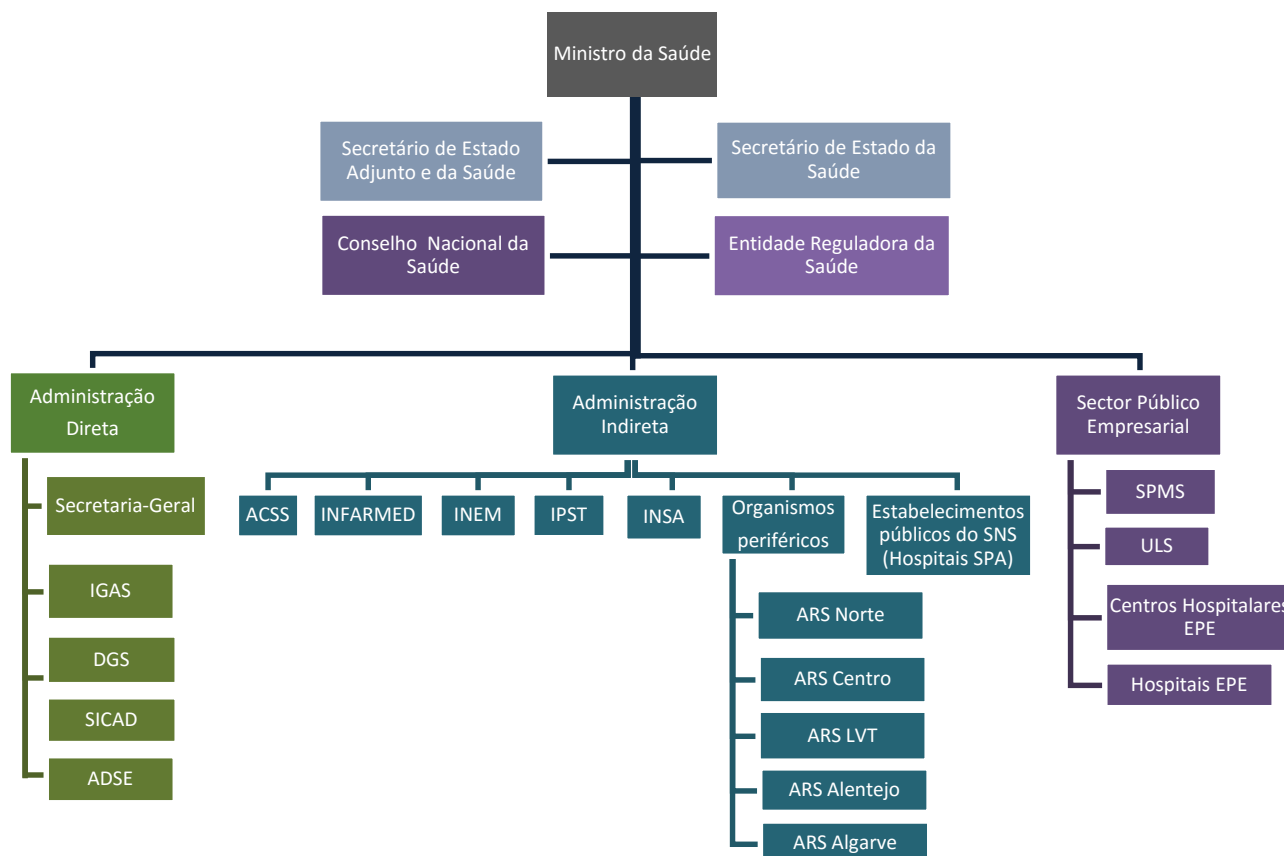 Ministro da Saúde
Secretário de Estado
Adjunto e da Saúde
Secretário de Estado da
Saúde
Conselho Nacional da
Saúde
Entidade Reguladora da
Saúde
Administração
Direta
Secretaria-Geral
IGAS
DGS
SICAD
ADSE
Administração
Indireta
ACSS
INFARMED
INEM
IPST
INSA
Organismos
periféricos
ARS Norte
ARS Centro
ARS LVT
ARS Alentejo
ARS Algarve
Estabelecimentos
públicos do SNS
(Hospitais SPA)
Sector Público
Empresarial
SPMS
ULS
Centros Hospitalares
EPE
Hospitais EPE